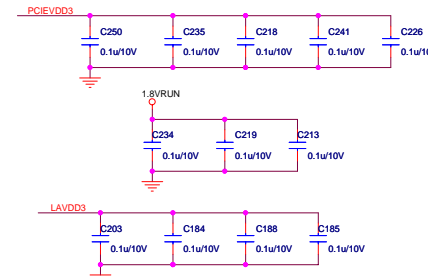 PCIEVDD3
C250 C235 C218 C241 C226
0.1u/10V 0.1u/10V 0.1u/10V 0.1u/10V
1.8VRUN
C234 C219 C213
0.1u/10V 0.1u/10V 0.1u/10V
LAVDD3
C203 C184 C188 C185
0.1u/10V 0.1u/10V 0.1u/10V 0.1u/10V